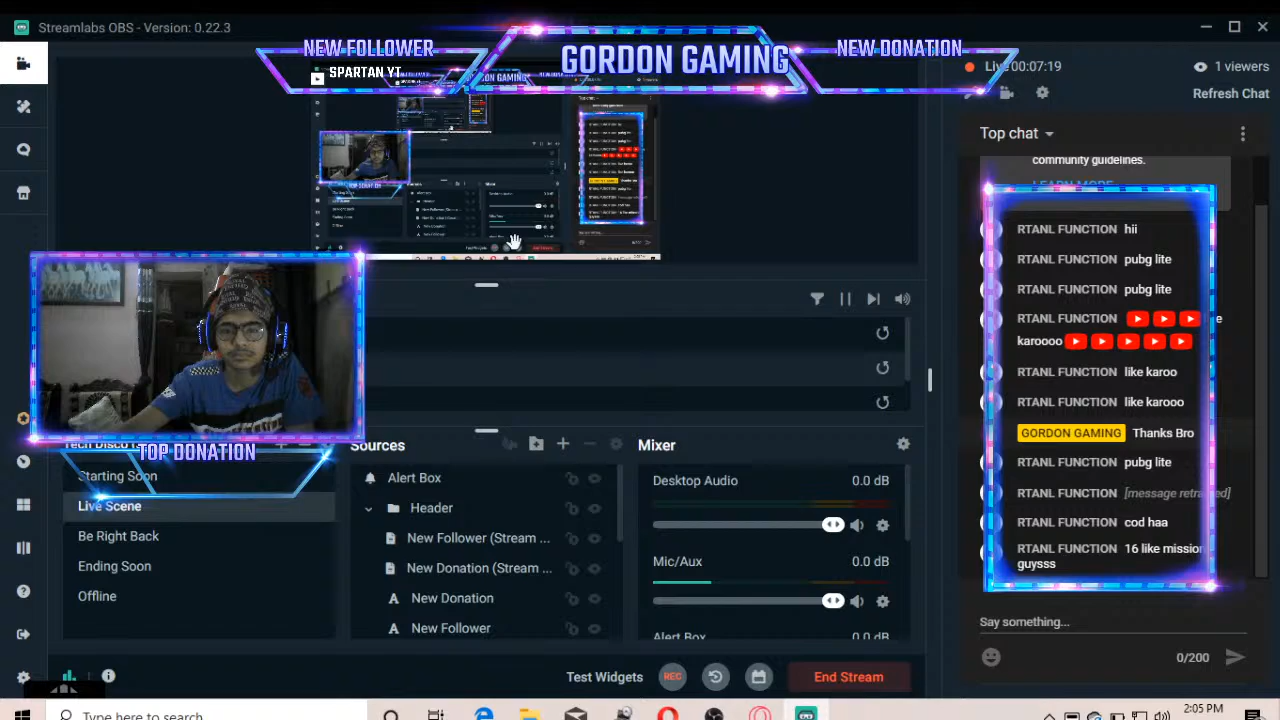 Streamlabs OBS - Version: 0.22.3
NEW FOLLOWER
SPARTAN YT
GORDON GAMING
NEW DONATION
Live 00:07:19
1 viewers
Refresh Chat
Top chat
Community guidelines.
RTANL FUNCTION hii
RTANL FUNCTION pubg lite
RTANL FUNCTION pubg lite
RTANL FUNCTION
karoooo
RTANL FUNCTION like karoo
RTANL FUNCTION like karooo
GORDON GAMING Thanks Bro
RTANL FUNCTION pubg lite
RTANL FUNCTION [message retracted]
RTANL FUNCTION cod haa
RTANL FUNCTION 16 like mission
guysss
Say something...
0/200
TOP DONATION
Starting Soon
Live Scene
Be Right Back
Ending Soon
Offline
Sources
Alert Box
Header
New Follower (Stream ...
New Donation (Stream ...
New Donation
New Follower
Mixer
Desktop Audio 0.0 dB
Mic/Aux 0.0 dB
Alert Box
Test Widgets
REC
End Stream
Type here to search
2:05 PM